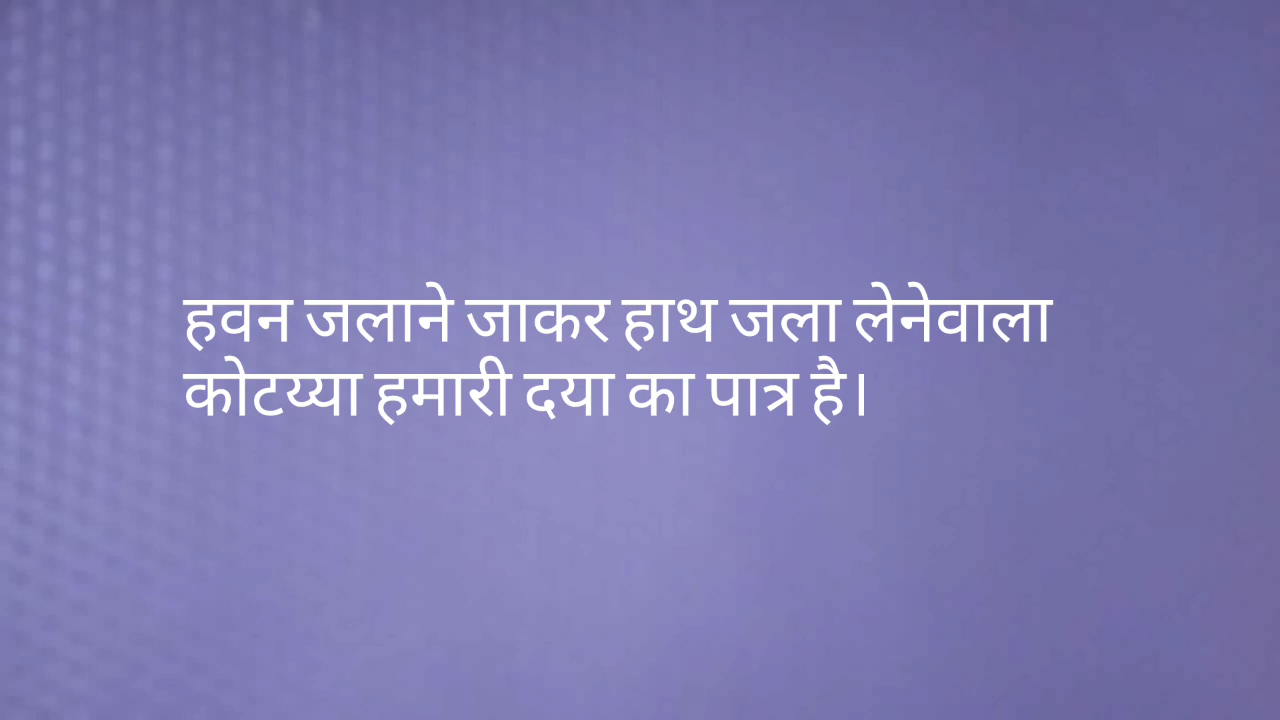 हवन जलाने जाकर हाथ जला लेनेवाला
कोटय्या हमारी दया का पात्र है।